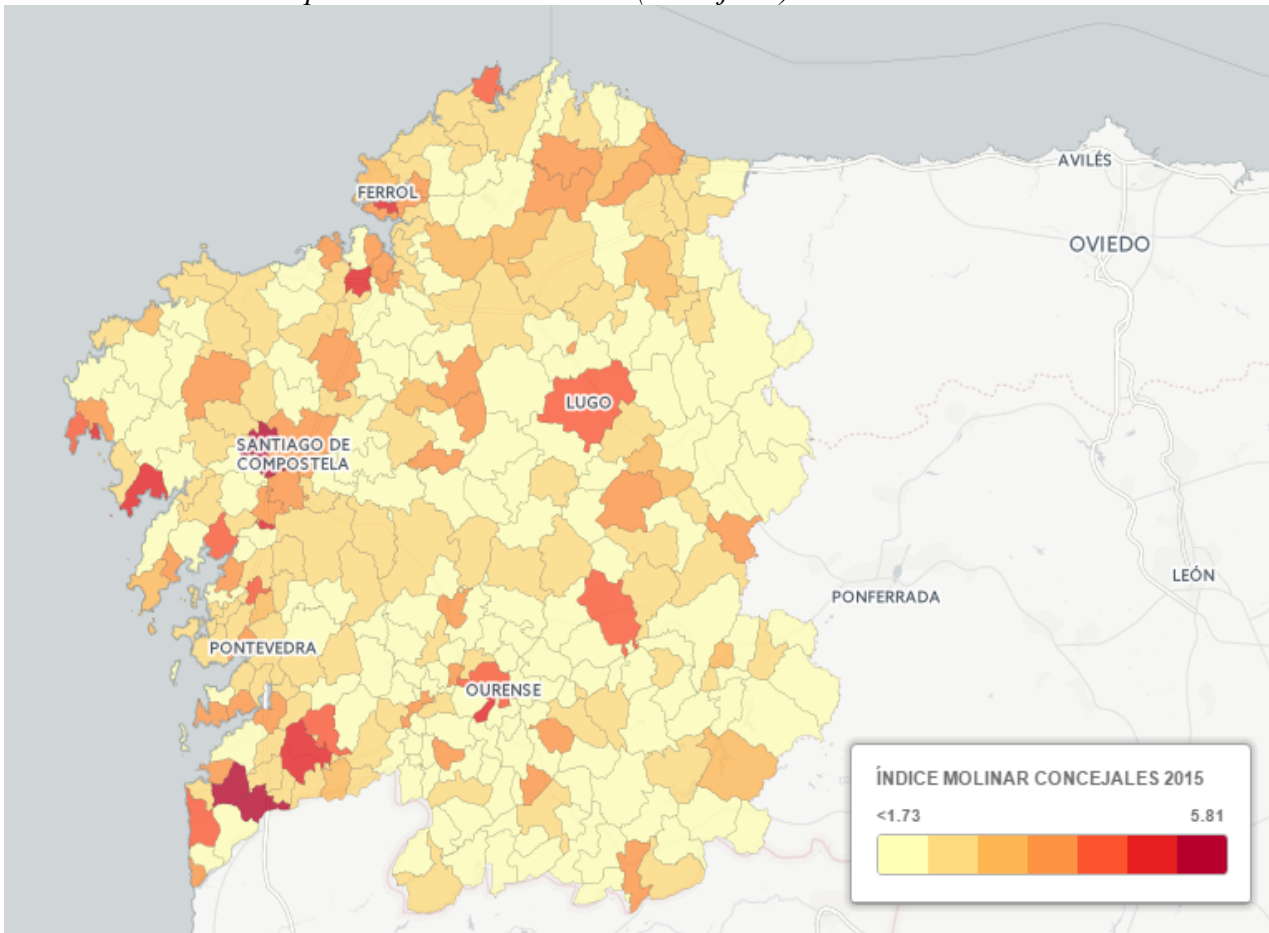 (
)
FERROL
AVILÉS
OVIEDO
LUGO
SANTIAGO DE
COMPOSTELA
LEÓN
PONFERRADA
PONTEVEDRA
OURENSE
ÍNDICE MOLINAR CONCEJALES 2015
<1.73 5.81